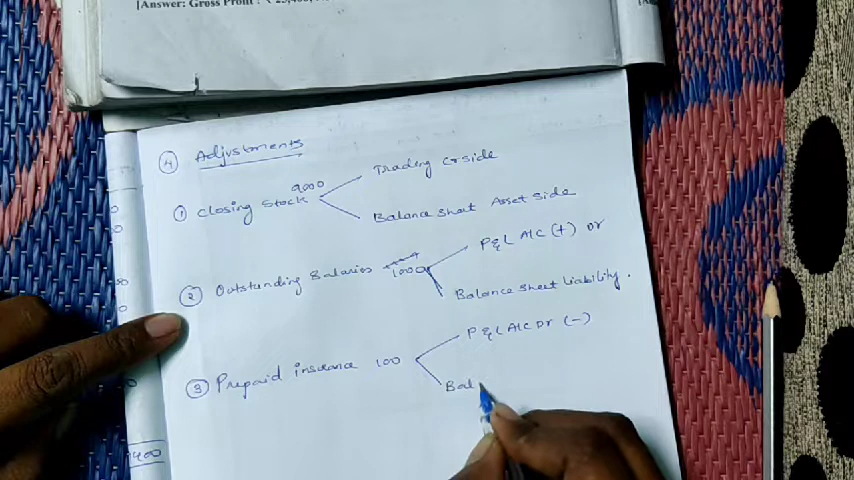 [Answer: Gross Profit : ₹
4 Adjustments
1 closing stock 9000
Trading cr side
Balance sheet Asset side
2 Outstanding Salaries 1000
P&L A/C (+) Dr
Balance sheet Liability.
3 Prepaid insurance 100
P&L A/C Dr (-)
Bal
400